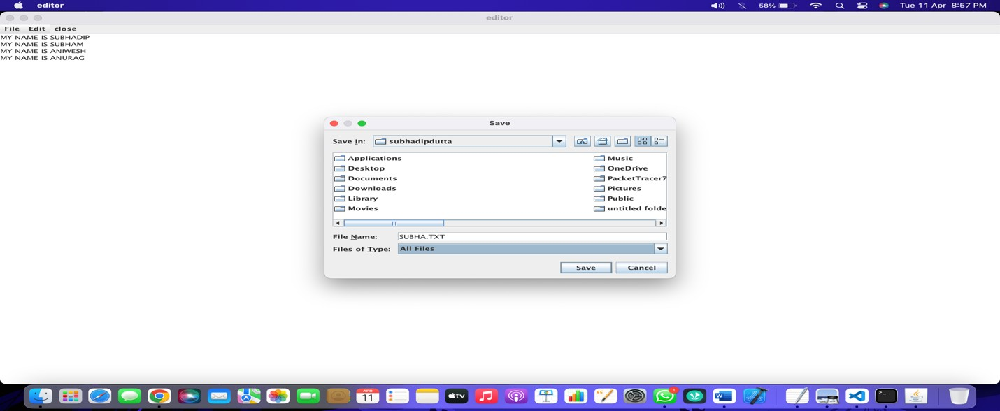 editor
58%
Tue 11 Apr 8:57 PM
editor
File Edit close
MY NAME IS SUBHADIP
MY NAME IS SUBHAM
MY NAME IS ANIWESH
MY NAME IS ANURAG
Save
Save In: subhadipdutta
Applications
Desktop
Documents
Downloads
Library
Movies
Music
OneDrive
PacketTracer7
Pictures
Public
untitled folde
File Name: SUBHA.TXT
Files of Type: All Files
Save Cancel
APR
11
tv
1
W